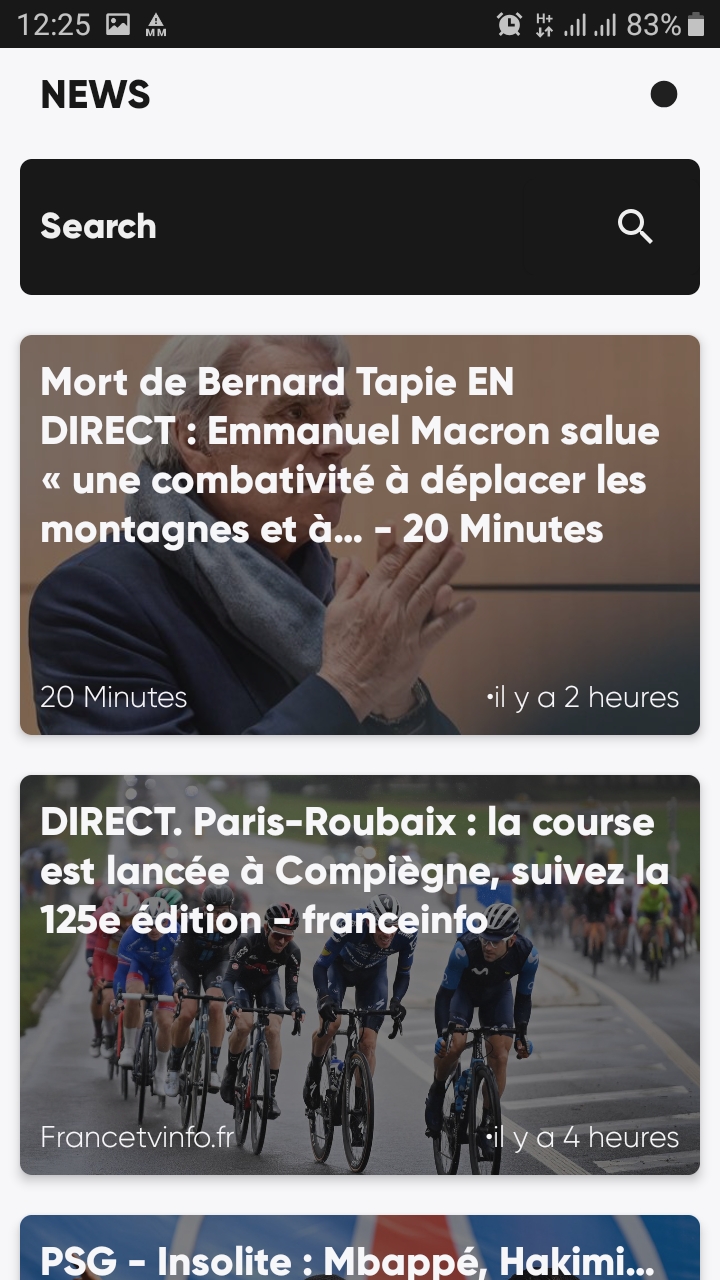 12:25
MM
H+
83%
NEWS
Search
Mort de Bernard Tapie EN
DIRECT : Emmanuel Macron salue
« une combativité à déplacer les
montagnes et à... - 20 Minutes
20 Minutes
•il y a 2 heures
DIRECT. Paris-Roubaix : la course
est lancée à Compiègne, suivez la
125e édition - franceinfo
Francetvinfo.fr
•il y a 4 heures
PSG - Insolite : Mbappé, Hakimi...